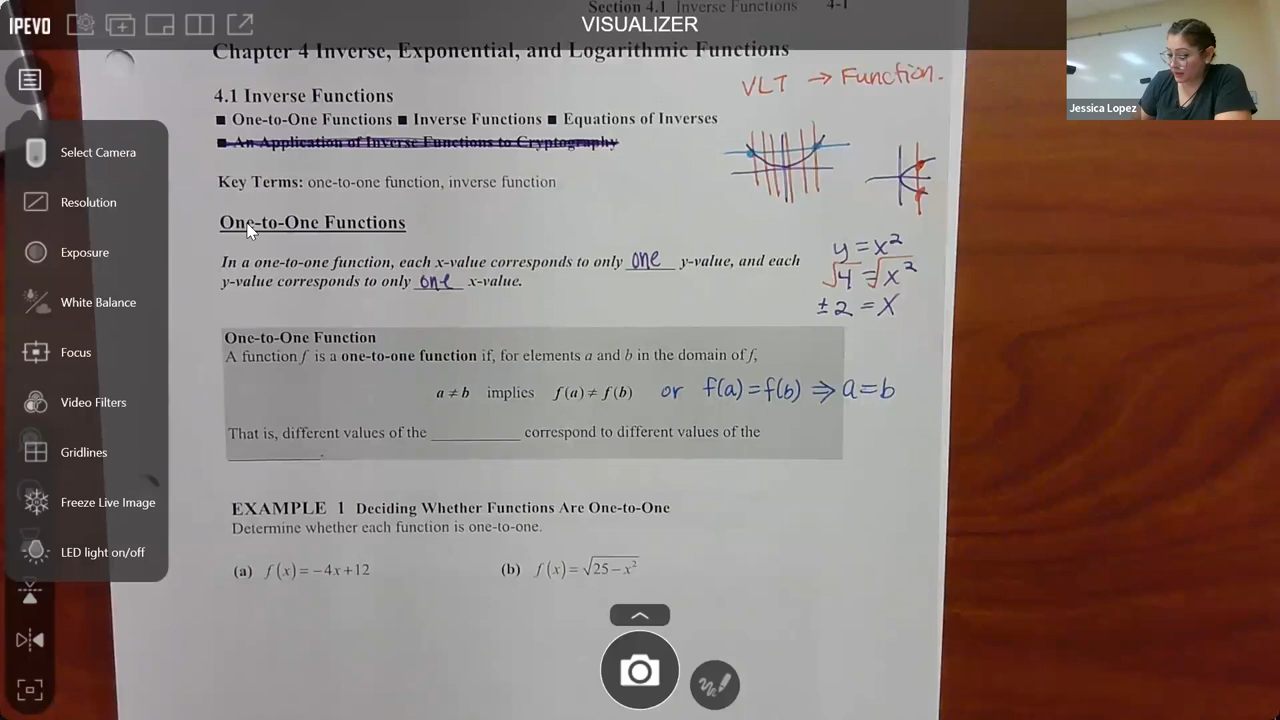 IPEVO
VISUALIZER
Section 4.1 Inverse Functions 4-1
Chapter 4 Inverse, Exponential, and Logarithmic Functions
VLT → Function.
Jessica Lopez
4.1 Inverse Functions
■ One-to-One Functions ■ Inverse Functions ■ Equations of Inverses
■ An Application of Inverse Functions to Cryptography
Key Terms: one-to-one function, inverse function
One-to-One Functions
In a one-to-one function, each x-value corresponds to only one y-value, and each
y-value corresponds to only one x-value.
y = x²
√4 = √x²
±2 = x
One-to-One Function
A function f is a one-to-one function if, for elements a and b in the domain of f,
a ≠ b implies f(a) ≠ f(b) or f(a) = f(b) ⇒ a = b
That is, different values of the __________ correspond to different values of the
__________.
EXAMPLE 1 Deciding Whether Functions Are One-to-One
Determine whether each function is one-to-one.
(a) f(x) = −4x + 12 (b) f(x) = √25 − x²
Select Camera
Resolution
Exposure
White Balance
Focus
Video Filters
Gridlines
Freeze Live Image
LED light on/off